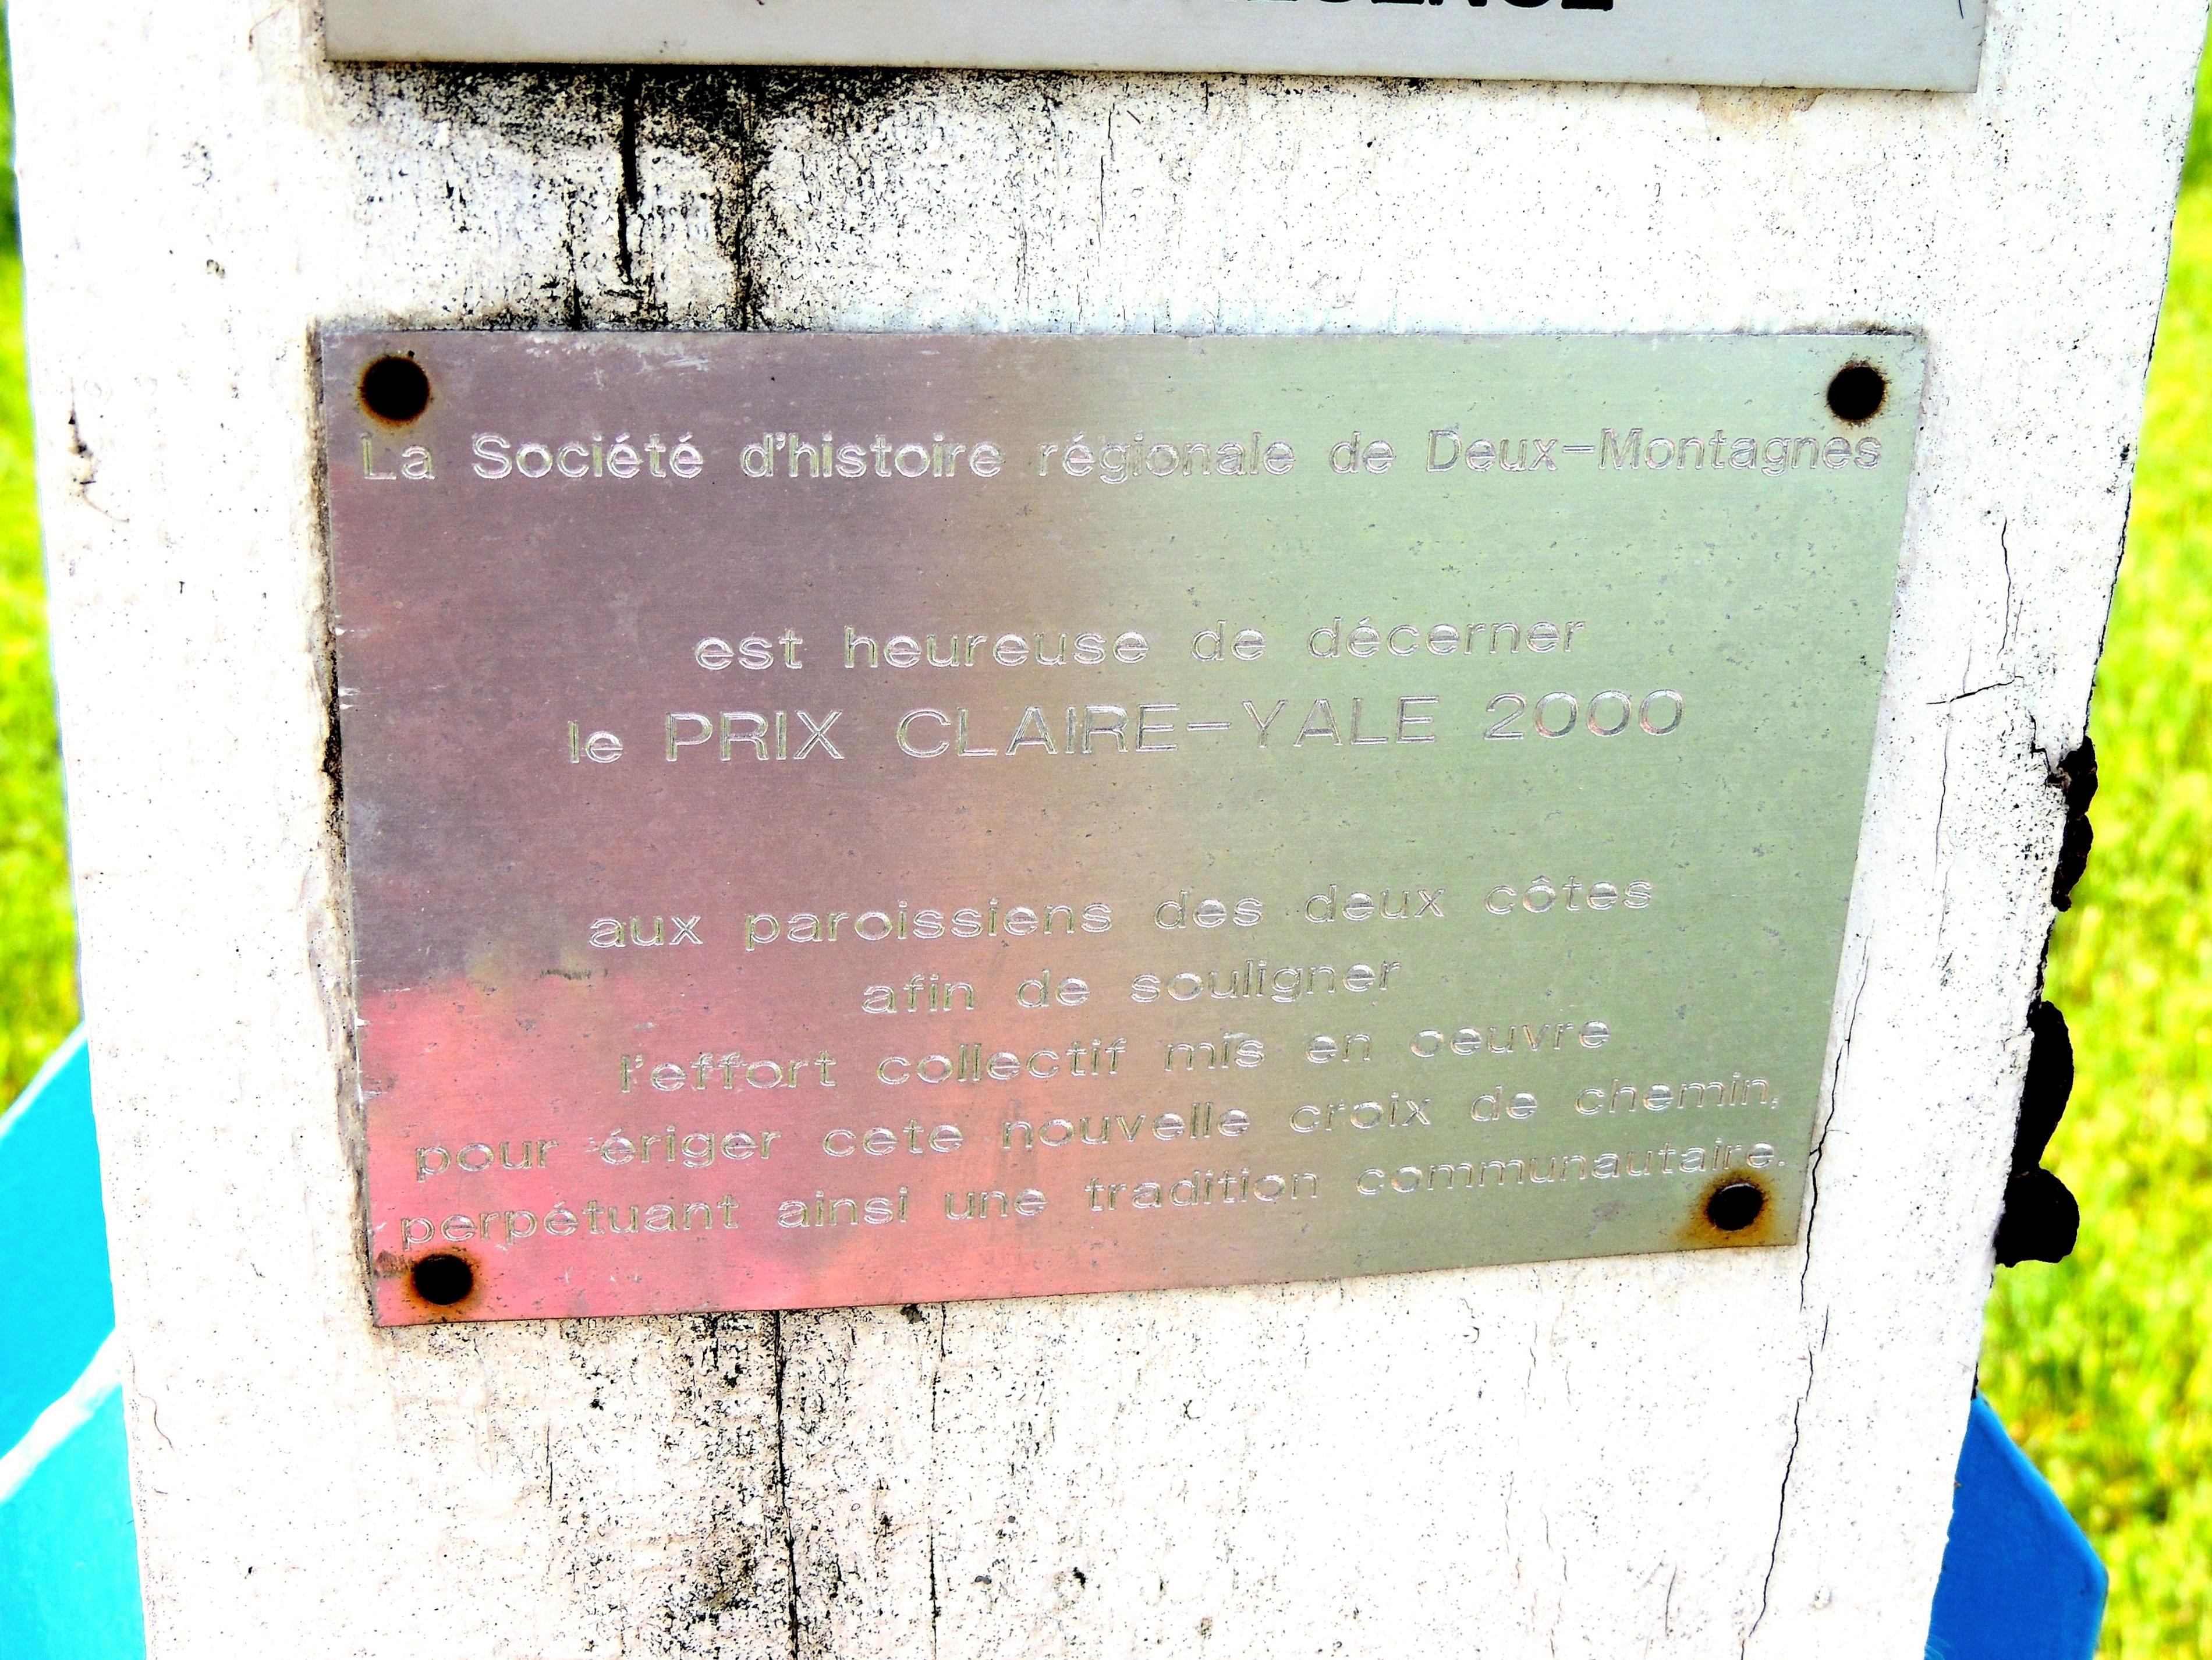 La Société d'histoire régionale de Deux-Montagnes
est heureuse de décerner
le PRIX CLAIRE-YALE 2000
aux paroissiens des deux côtes
afin de souligner
l'effort collectif mis en oeuvre
pour ériger cete nouvelle croix de chemin,
perpétuant ainsi une tradition communautaire.